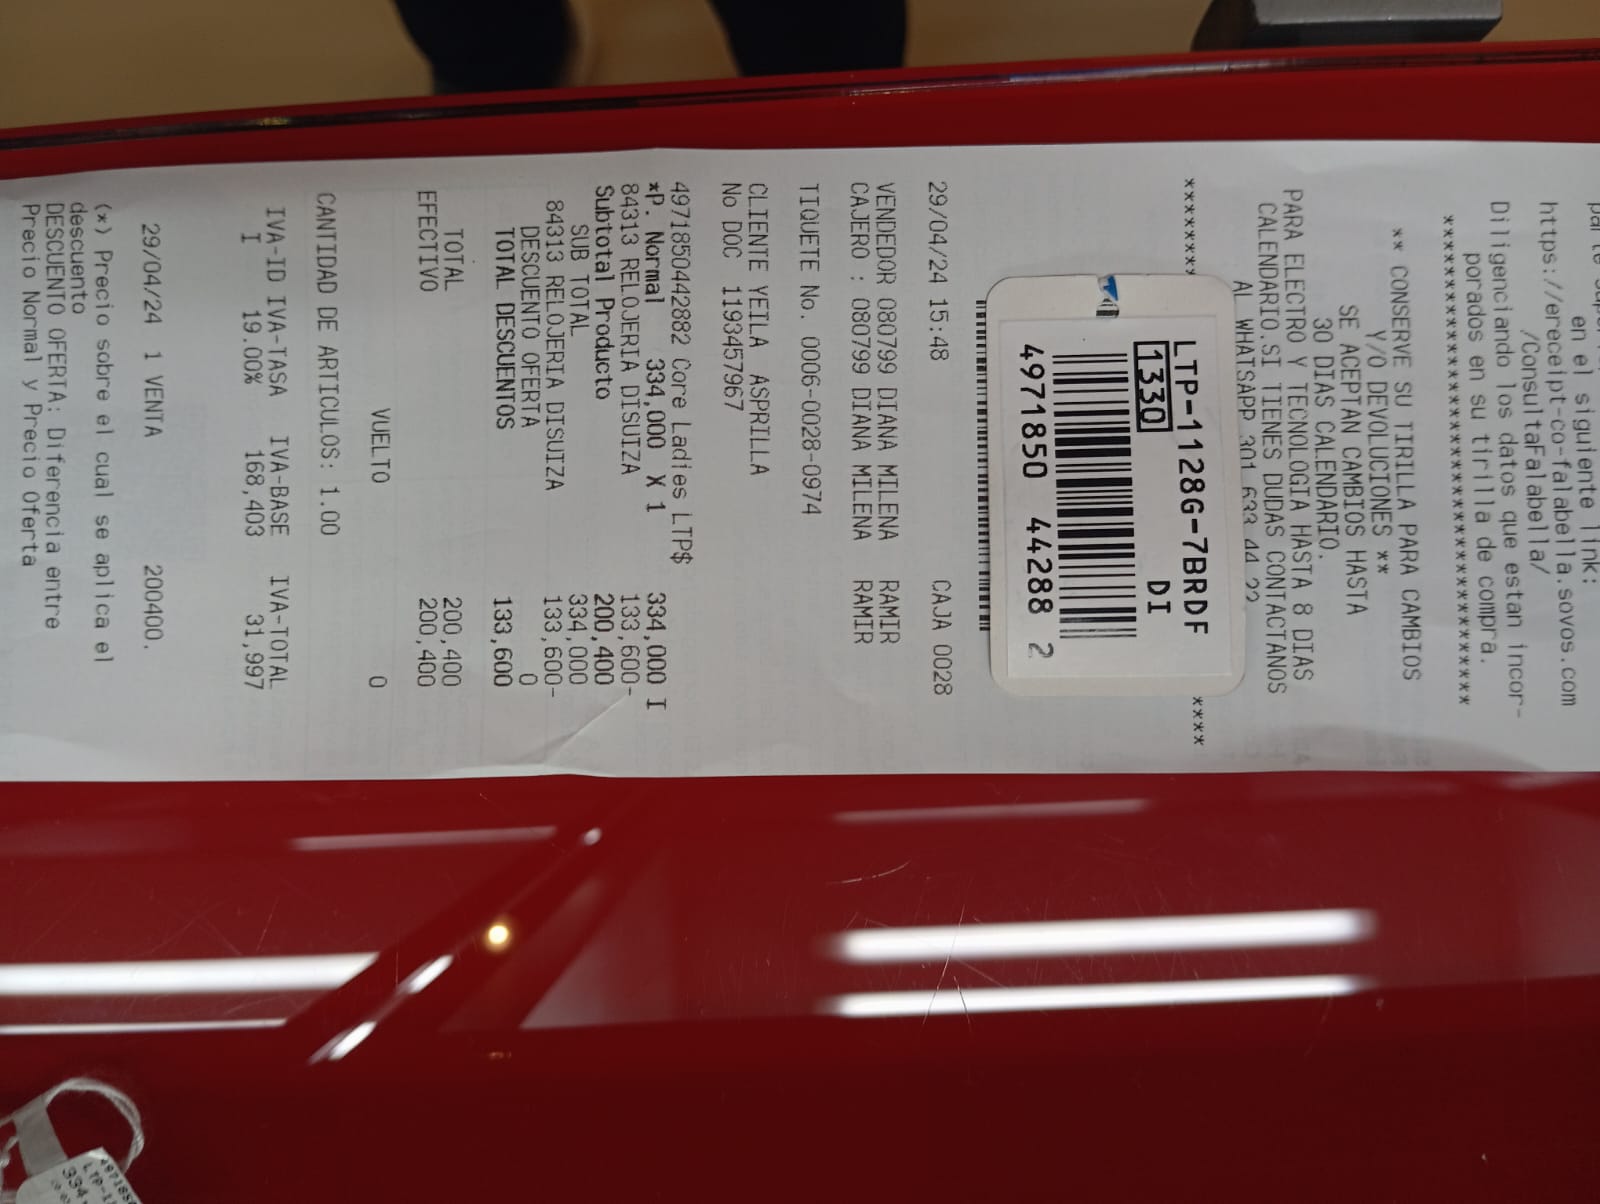 en el siguiente link:
https://ereceipt-co-falabella.sovos.com
/ConsultaFalabella/
Diligenciando los datos que estan incor-
porados en su tirilla de compra.
****************************************
** CONSERVE SU TIRILLA PARA CAMBIOS
Y/O DEVOLUCIONES **
SE ACEPTAN CAMBIOS HASTA
30 DIAS CALENDARIO.
PARA ELECTRO Y TECNOLOGIA HASTA 8 DIAS
CALENDARIO.SI TIENES DUDAS CONTACTANOS
AL WHATSAPP 301 633 44 22
LTP-1128G-7BRDF
1330 DI
4971850 44288 2
29/04/24 15:48 CAJA 0028
VENDEDOR 080799 DIANA MILENA RAMIR
CAJERO : 080799 DIANA MILENA RAMIR
TIQUETE No. 0006-0028-0974
CLIENTE YEILA ASPRILLA
No DOC 1193457967
4971850442882 Core Ladies LTP$ 334,000 I
*P. Normal 334,000 X 1
84313 RELOJERIA DISUIZA 133,600-
Subtotal Producto 200,400
SUB TOTAL 334,000
84313 RELOJERIA DISUIZA 133,600-
DESCUENTO OFERTA 0
TOTAL DESCUENTOS 133,600
TOTAL 200,400
EFECTIVO 200,400
VUELTO 0
CANTIDAD DE ARTICULOS: 1.00
IVA-ID IVA-TASA IVA-BASE IVA-TOTAL
I 19.00% 168,403 31,997
29/04/24 1 VENTA 200400.
(*) Precio sobre el cual se aplica el
descuento
DESCUENTO OFERTA: Diferencia entre
Precio Normal y Precio Oferta